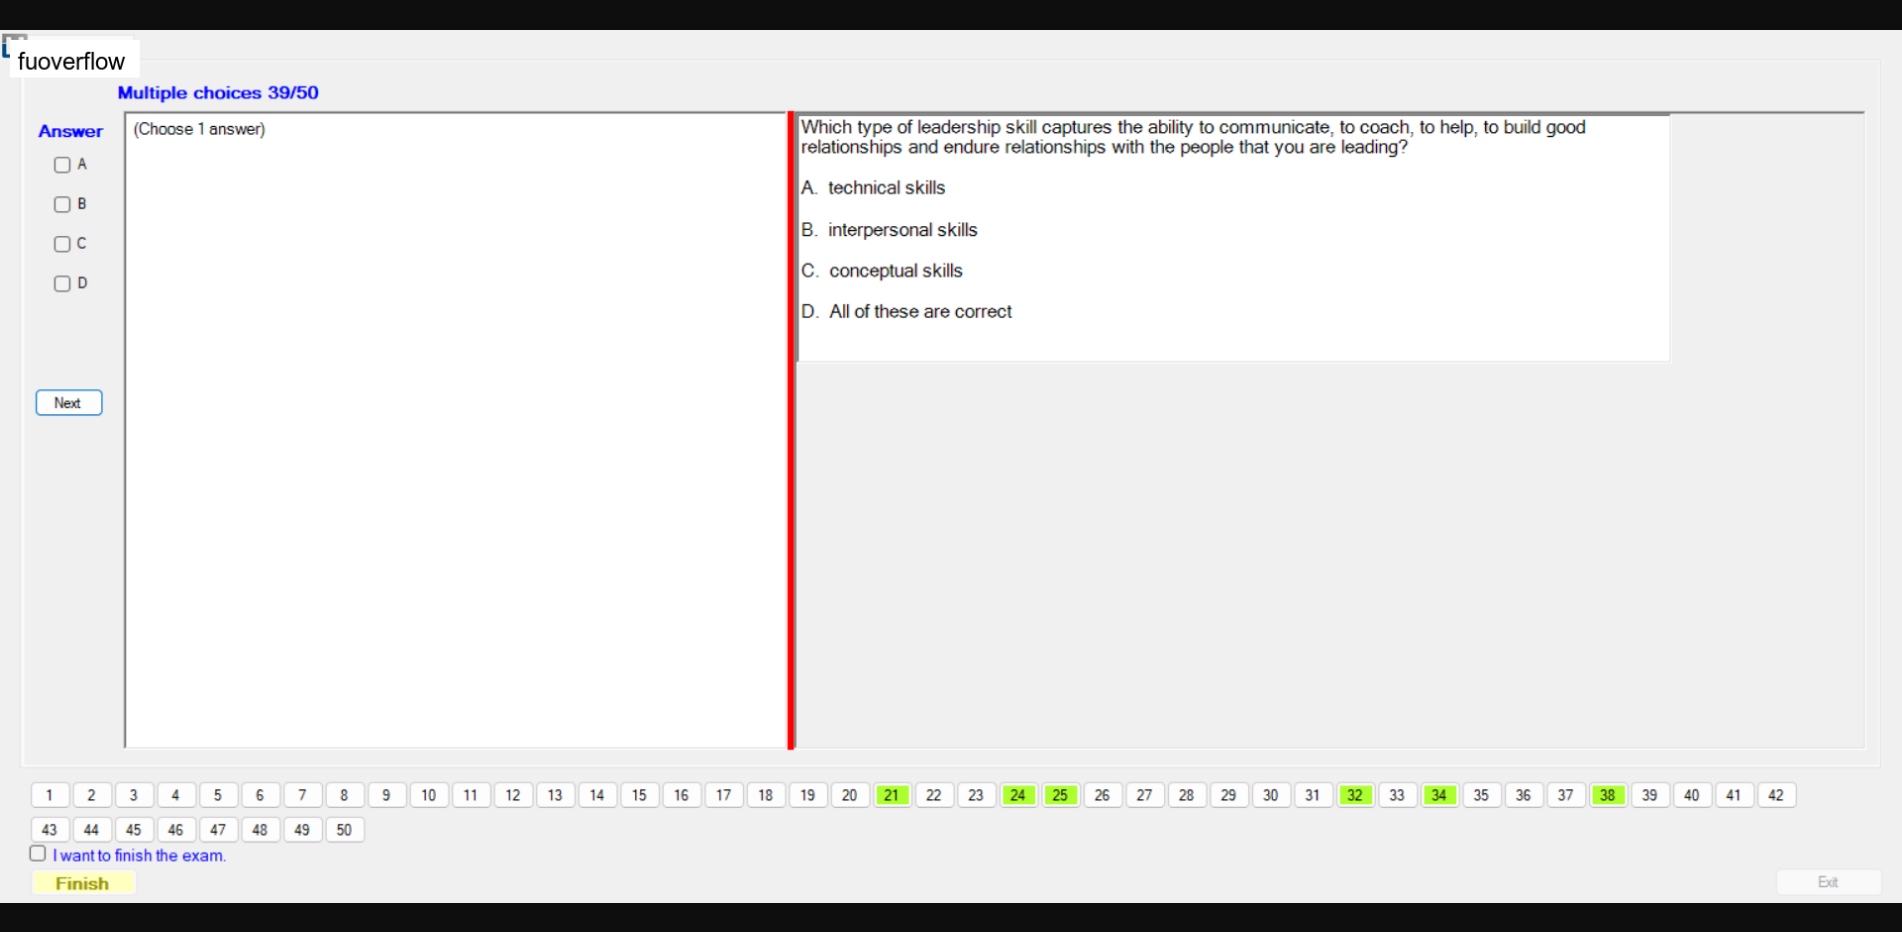 fuoverflow
Multiple choices 39/50
Answer
(Choose 1 answer)
A
B
C
D
Next
Which type of leadership skill captures the ability to communicate, to coach, to help, to build good
relationships and endure relationships with the people that you are leading?
A. technical skills
B. interpersonal skills
C. conceptual skills
D. All of these are correct
1 2 3 4 5 6 7 8 9 10 11 12 13 14 15 16 17 18 19 20 21 22 23 24 25 26 27 28 29 30 31 32 33 34 35 36 37 38 39 40 41 42
43 44 45 46 47 48 49 50
I want to finish the exam.
Finish
Exit